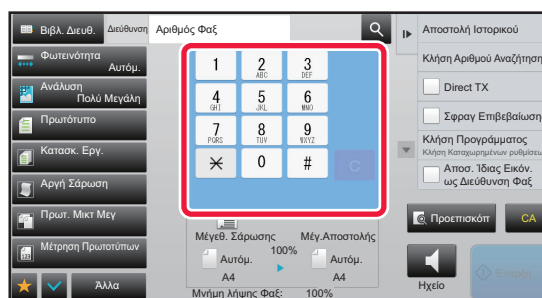 Βιβλ. Διευθ.
Διεύθυνση
Αριθμός Φαξ
Φωτεινότητα
Αυτόμ.
Ανάλυση
Πολύ Μεγάλη
Πρωτότυπο
Κατασκ. Εργ.
Αργή Σάρωση
Πρωτ. Μικτ Μεγ
Μέτρηση Πρωτοτύπων
Άλλα
1
2
ABC
3
DEF
4
GHI
5
JKL
6
MNO
7
PQRS
8
TUV
9
WXYZ
0
#
C
Μέγεθ. Σάρωσης
100%
Μέγ.Αποστολής
Αυτόμ.
A4
Αυτόμ.
A4
Μνήμη λήψης Φαξ:
100%
Αποστολή Ιστορικού
Κλήση Αριθμού Αναζήτηση
Direct TX
Σφραγ Επιβεβαίωση
Κλήση Προγράμματος
Κλήση Καταχωρημένων ρυθμίσεω
Αποσ. Ίδιας Εικόν.
ως Διεύθυνση Φαξ
Προεπισκόπ
CA
Ηχείο
Έναρξη